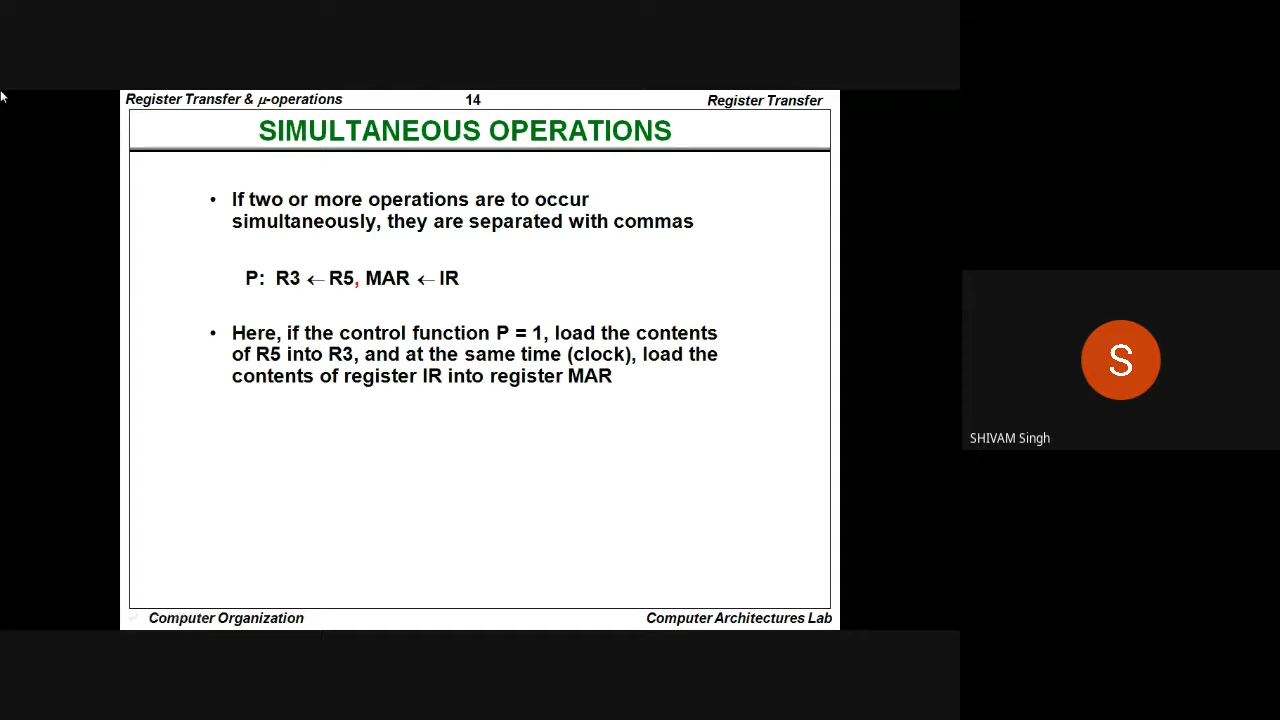 Register Transfer & μ-operations 14 Register Transfer
SIMULTANEOUS OPERATIONS
• If two or more operations are to occur
simultaneously, they are separated with commas
P: R3 ← R5, MAR ← IR
• Here, if the control function P = 1, load the contents
of R5 into R3, and at the same time (clock), load the
contents of register IR into register MAR
S
SHIVAM Singh
Computer Organization Computer Architectures Lab